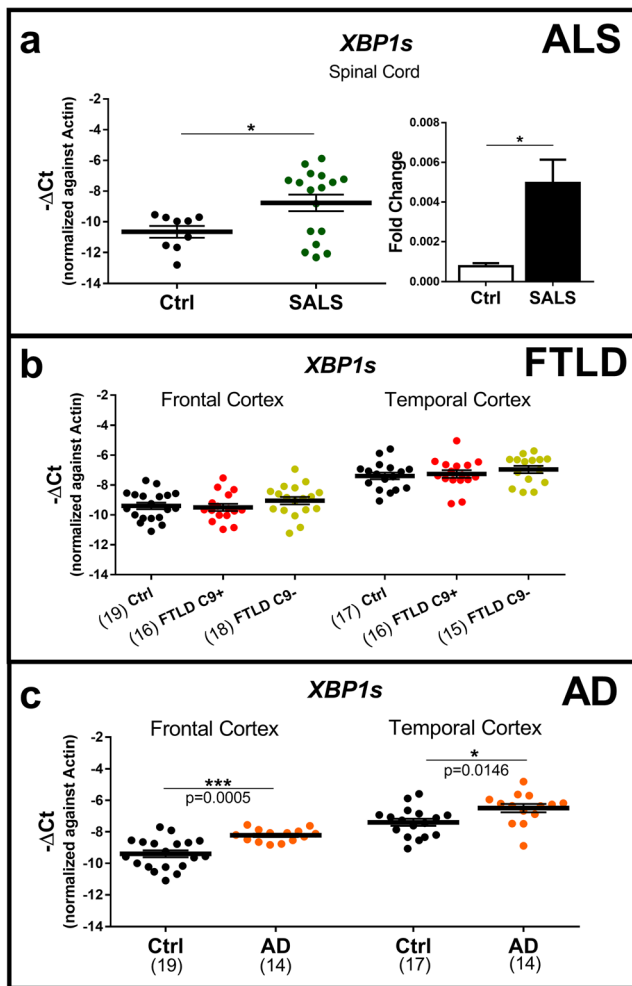 a
XBP1s
ALS
Spinal Cord
-ΔCt
(normalized against Actin)
-2
-4
-6
-8
-10
-12
-14
*
Ctrl
SALS
Fold Change
0.008
0.006
0.004
0.002
0.000
*
Ctrl
SALS
b
XBP1s
FTLD
Frontal Cortex
Temporal Cortex
-ΔCt
(normalized against Actin)
-2
-4
-6
-8
-10
-12
-14
(19) Ctrl
(16) FTLD C9+
(18) FTLD C9-
(17) Ctrl
(16) FTLD C9+
(15) FTLD C9-
c
XBP1s
AD
Frontal Cortex
Temporal Cortex
-ΔCt
(normalized against Actin)
-2
-4
-6
-8
-10
-12
-14
***
p=0.0005
*
p=0.0146
Ctrl
AD
Ctrl
AD
(19)
(14)
(17)
(14)